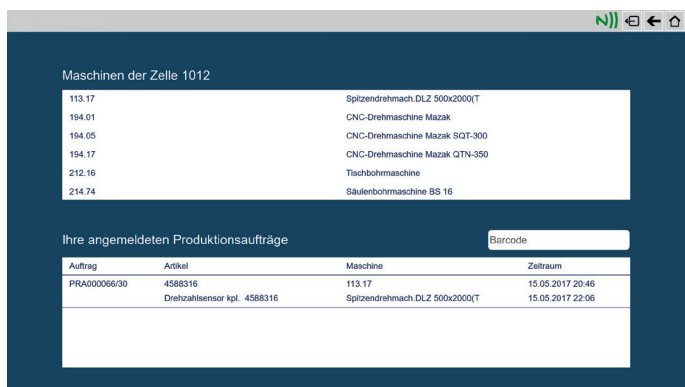 Maschinen der Zelle 1012
113.17 Spitzendrehmach.DLZ 500x2000(T
194.01 CNC-Drehmaschine Mazak
194.05 CNC-Drehmaschine Mazak SQT-300
194.17 CNC-Drehmaschine Mazak QTN-350
212.16 Tischbohrmaschine
214.74 Säulenbohrmaschine BS 16
Ihre angemeldeten Produktionsaufträge Barcode
Auftrag Artikel Maschine Zeitraum
PRA000066/30 4588316 113.17 15.05.2017 20:46
Drehzahlsensor kpl. 4588316 Spitzendrehmach.DLZ 500x2000(T 15.05.2017 22:06